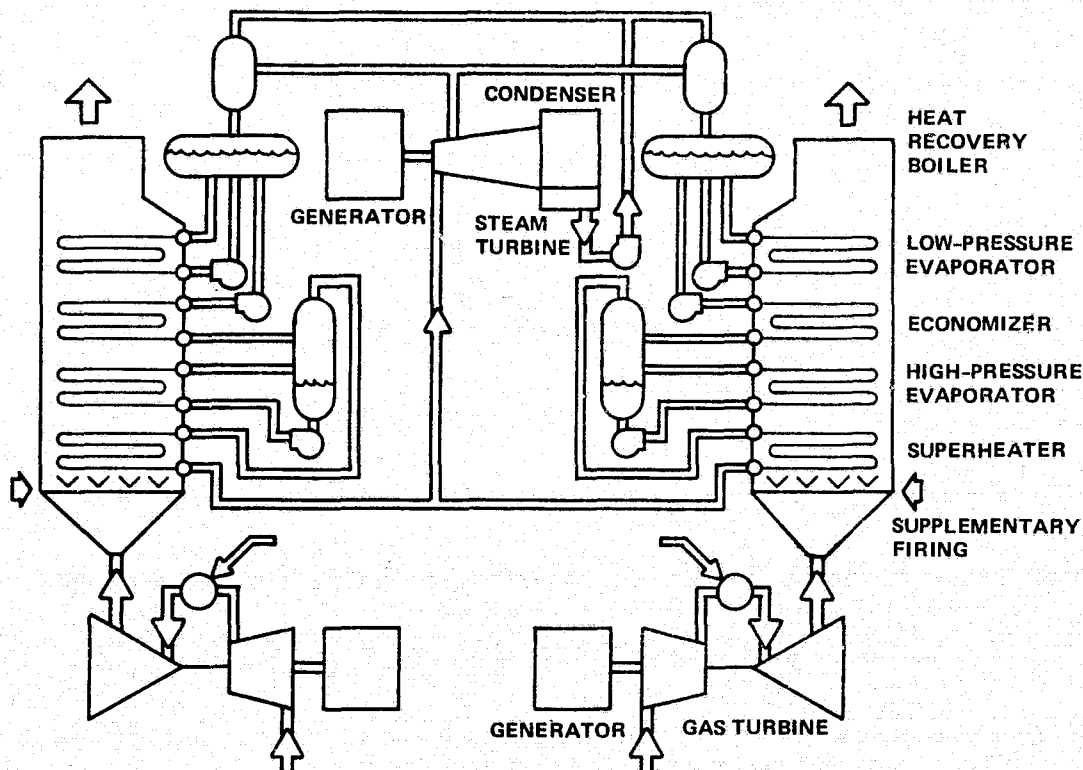 CONDENSER
GENERATOR
STEAM
TURBINE
HEAT
RECOVERY
BOILER
LOW-PRESSURE
EVAPORATOR
ECONOMIZER
HIGH-PRESSURE
EVAPORATOR
SUPERHEATER
SUPPLEMENTARY
FIRING
GENERATOR
GAS TURBINE